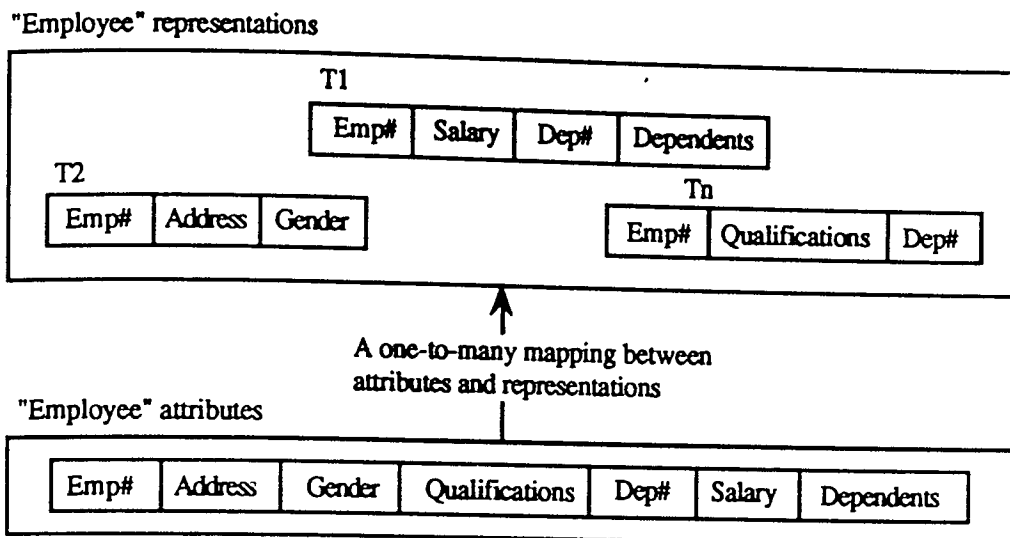 "Employee" representations
T1
Emp# Salary Dep# Dependents
T2
Emp# Address Gender
Tn
Emp# Qualifications Dep#
A one-to-many mapping between
attributes and representations
"Employee" attributes
Emp# Address Gender Qualifications Dep# Salary Dependents